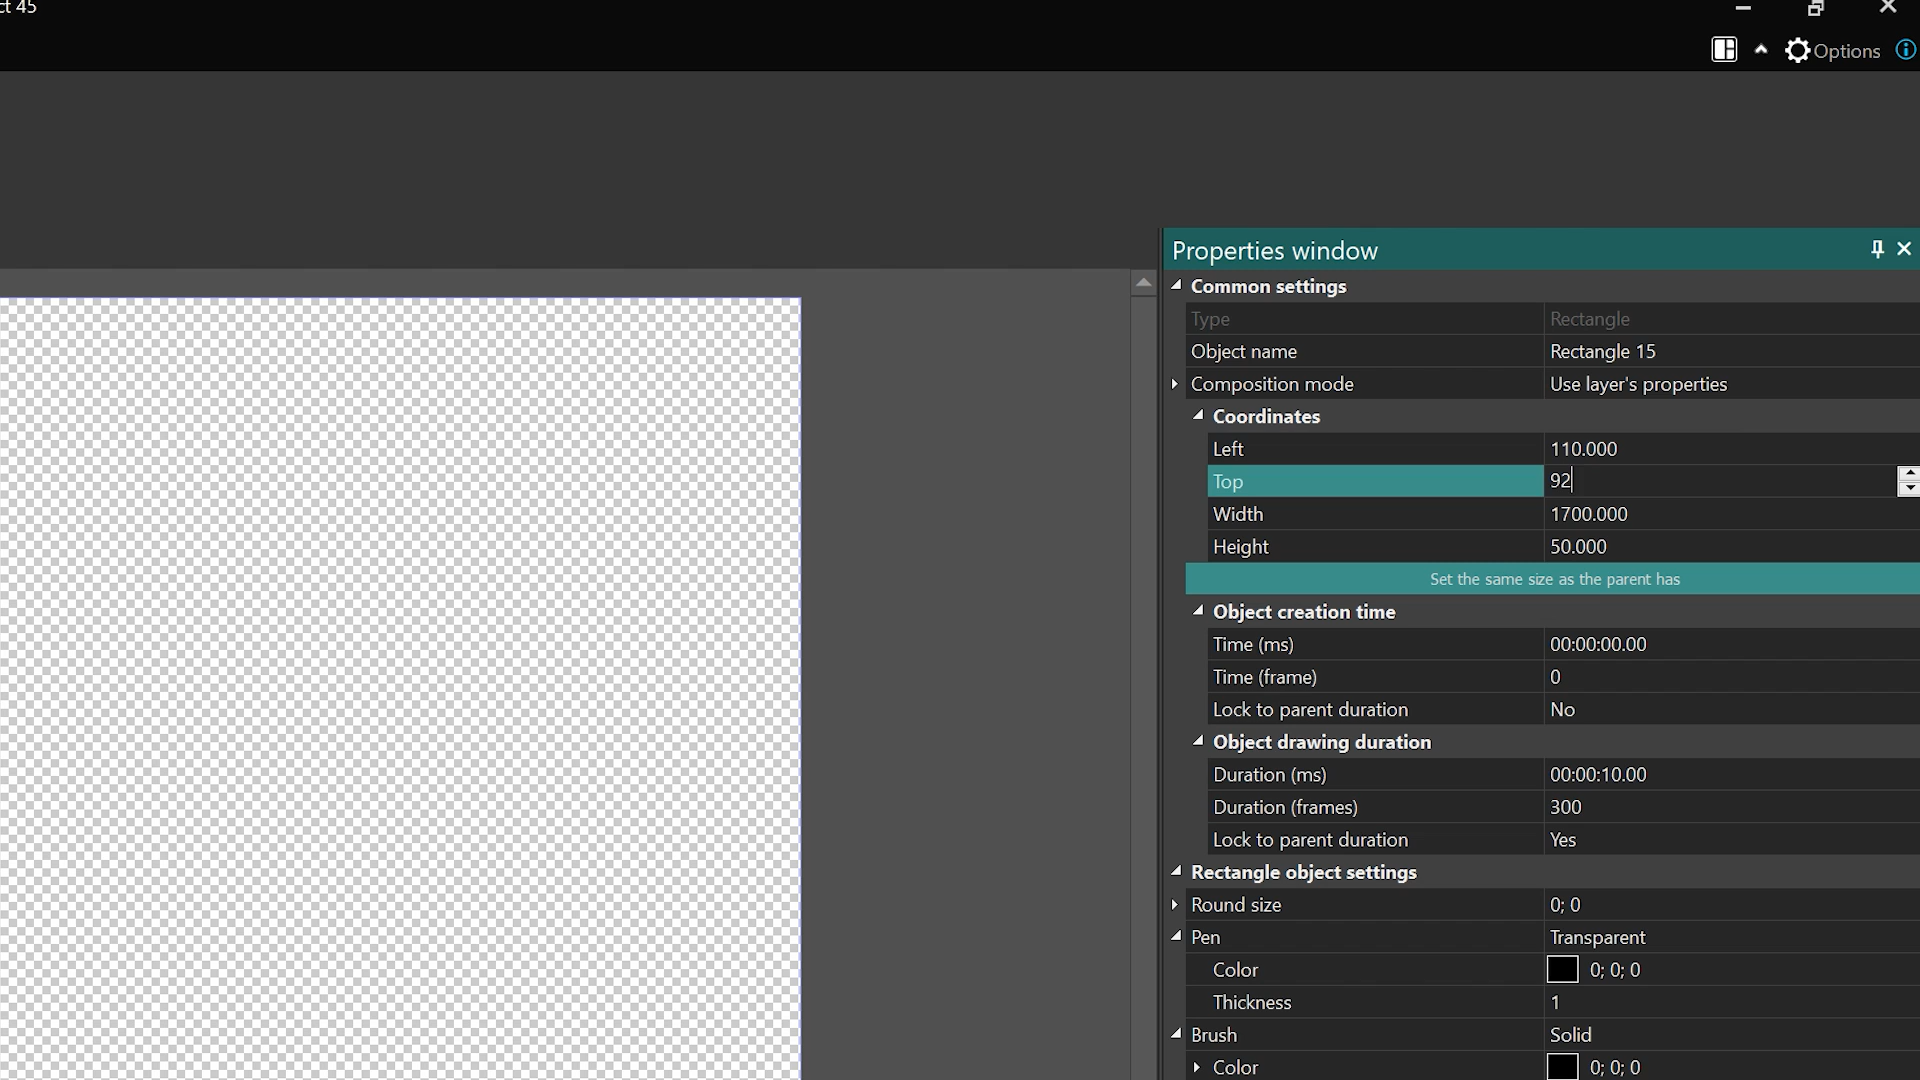 ct 45
Options
Properties window
Common settings
Type Rectangle
Object name Rectangle 15
Composition mode Use layer's properties
Coordinates
Left 110.000
Top 92
Width 1700.000
Height 50.000
Set the same size as the parent has
Object creation time
Time (ms) 00:00:00.00
Time (frame) 0
Lock to parent duration No
Object drawing duration
Duration (ms) 00:00:10.00
Duration (frames) 300
Lock to parent duration Yes
Rectangle object settings
Round size 0; 0
Pen Transparent
Color 0; 0; 0
Thickness 1
Brush Solid
Color 0; 0; 0